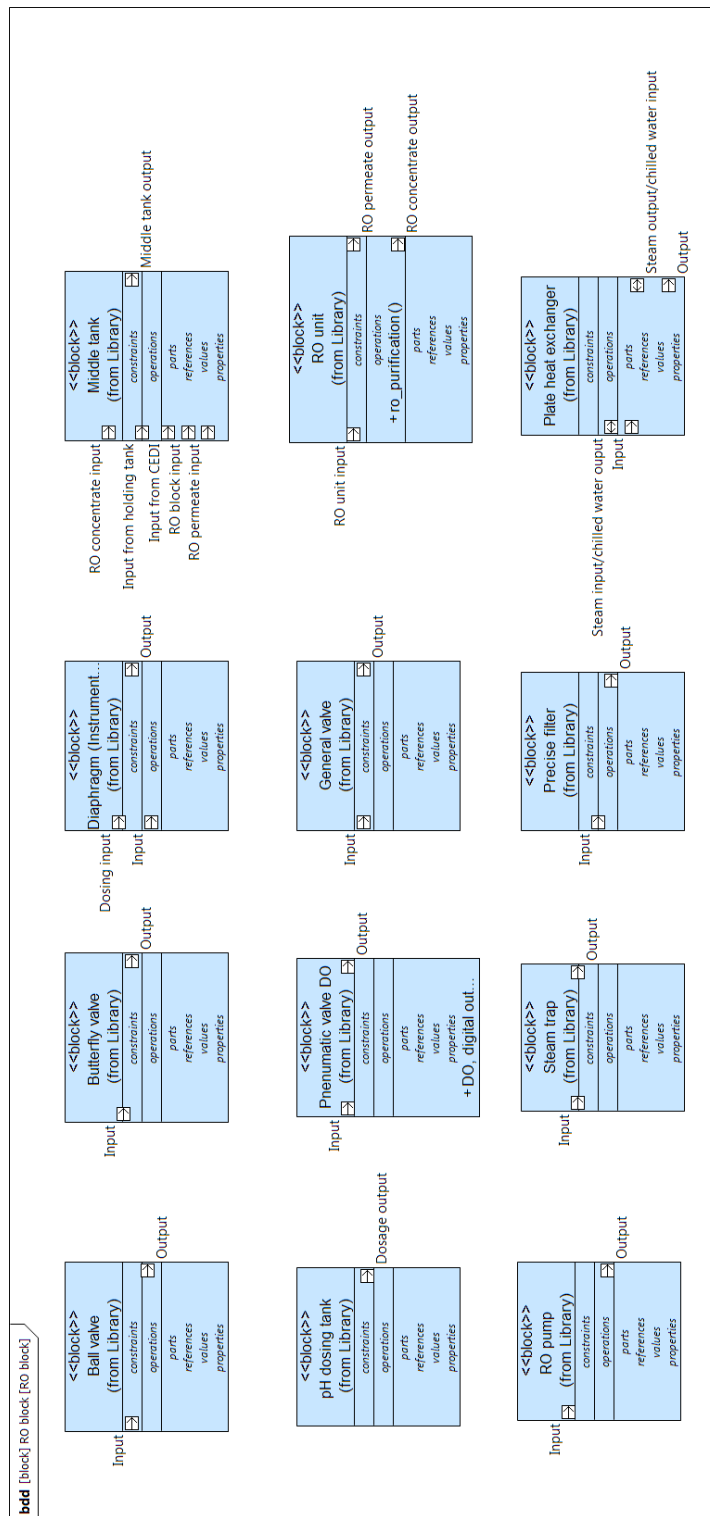 bdd [block] RO block [RO block]
<<block>>
Ball valve
(from Library)
constraints
operations
parts
references
values
properties
Input
Output
<<block>>
Butterfly valve
(from Library)
constraints
operations
parts
references
values
properties
Input
Output
<<block>>
Diaphragm (Instrument...
(from Library)
constraints
operations
parts
references
values
properties
Dosing input
Input
Output
<<block>>
Middle tank
(from Library)
constraints
operations
parts
references
values
properties
RO concentrate input
Input from holding tank
Input from CEDI
RO block input
RO permeate input
Middle tank output
<<block>>
pH dosing tank
(from Library)
constraints
operations
parts
references
values
properties
Dosage output
<<block>>
Pnenumatic valve DO
(from Library)
constraints
operations
parts
references
values
properties
+DO, digital out...
Input
Output
<<block>>
General valve
(from Library)
constraints
operations
parts
references
values
properties
Input
Output
<<block>>
RO unit
(from Library)
constraints
operations
+ro_purification()
parts
references
values
properties
RO unit input
RO permeate output
RO concentrate output
<<block>>
RO pump
(from Library)
constraints
operations
parts
references
values
properties
Input
Output
<<block>>
Steam trap
(from Library)
constraints
operations
parts
references
values
properties
Input
Output
<<block>>
Precise filter
(from Library)
constraints
operations
parts
references
values
properties
Input
Output
<<block>>
Plate heat exchanger
(from Library)
constraints
operations
parts
references
values
properties
Steam input/chilled water ouput
Input
Steam output/chilled water input
Output